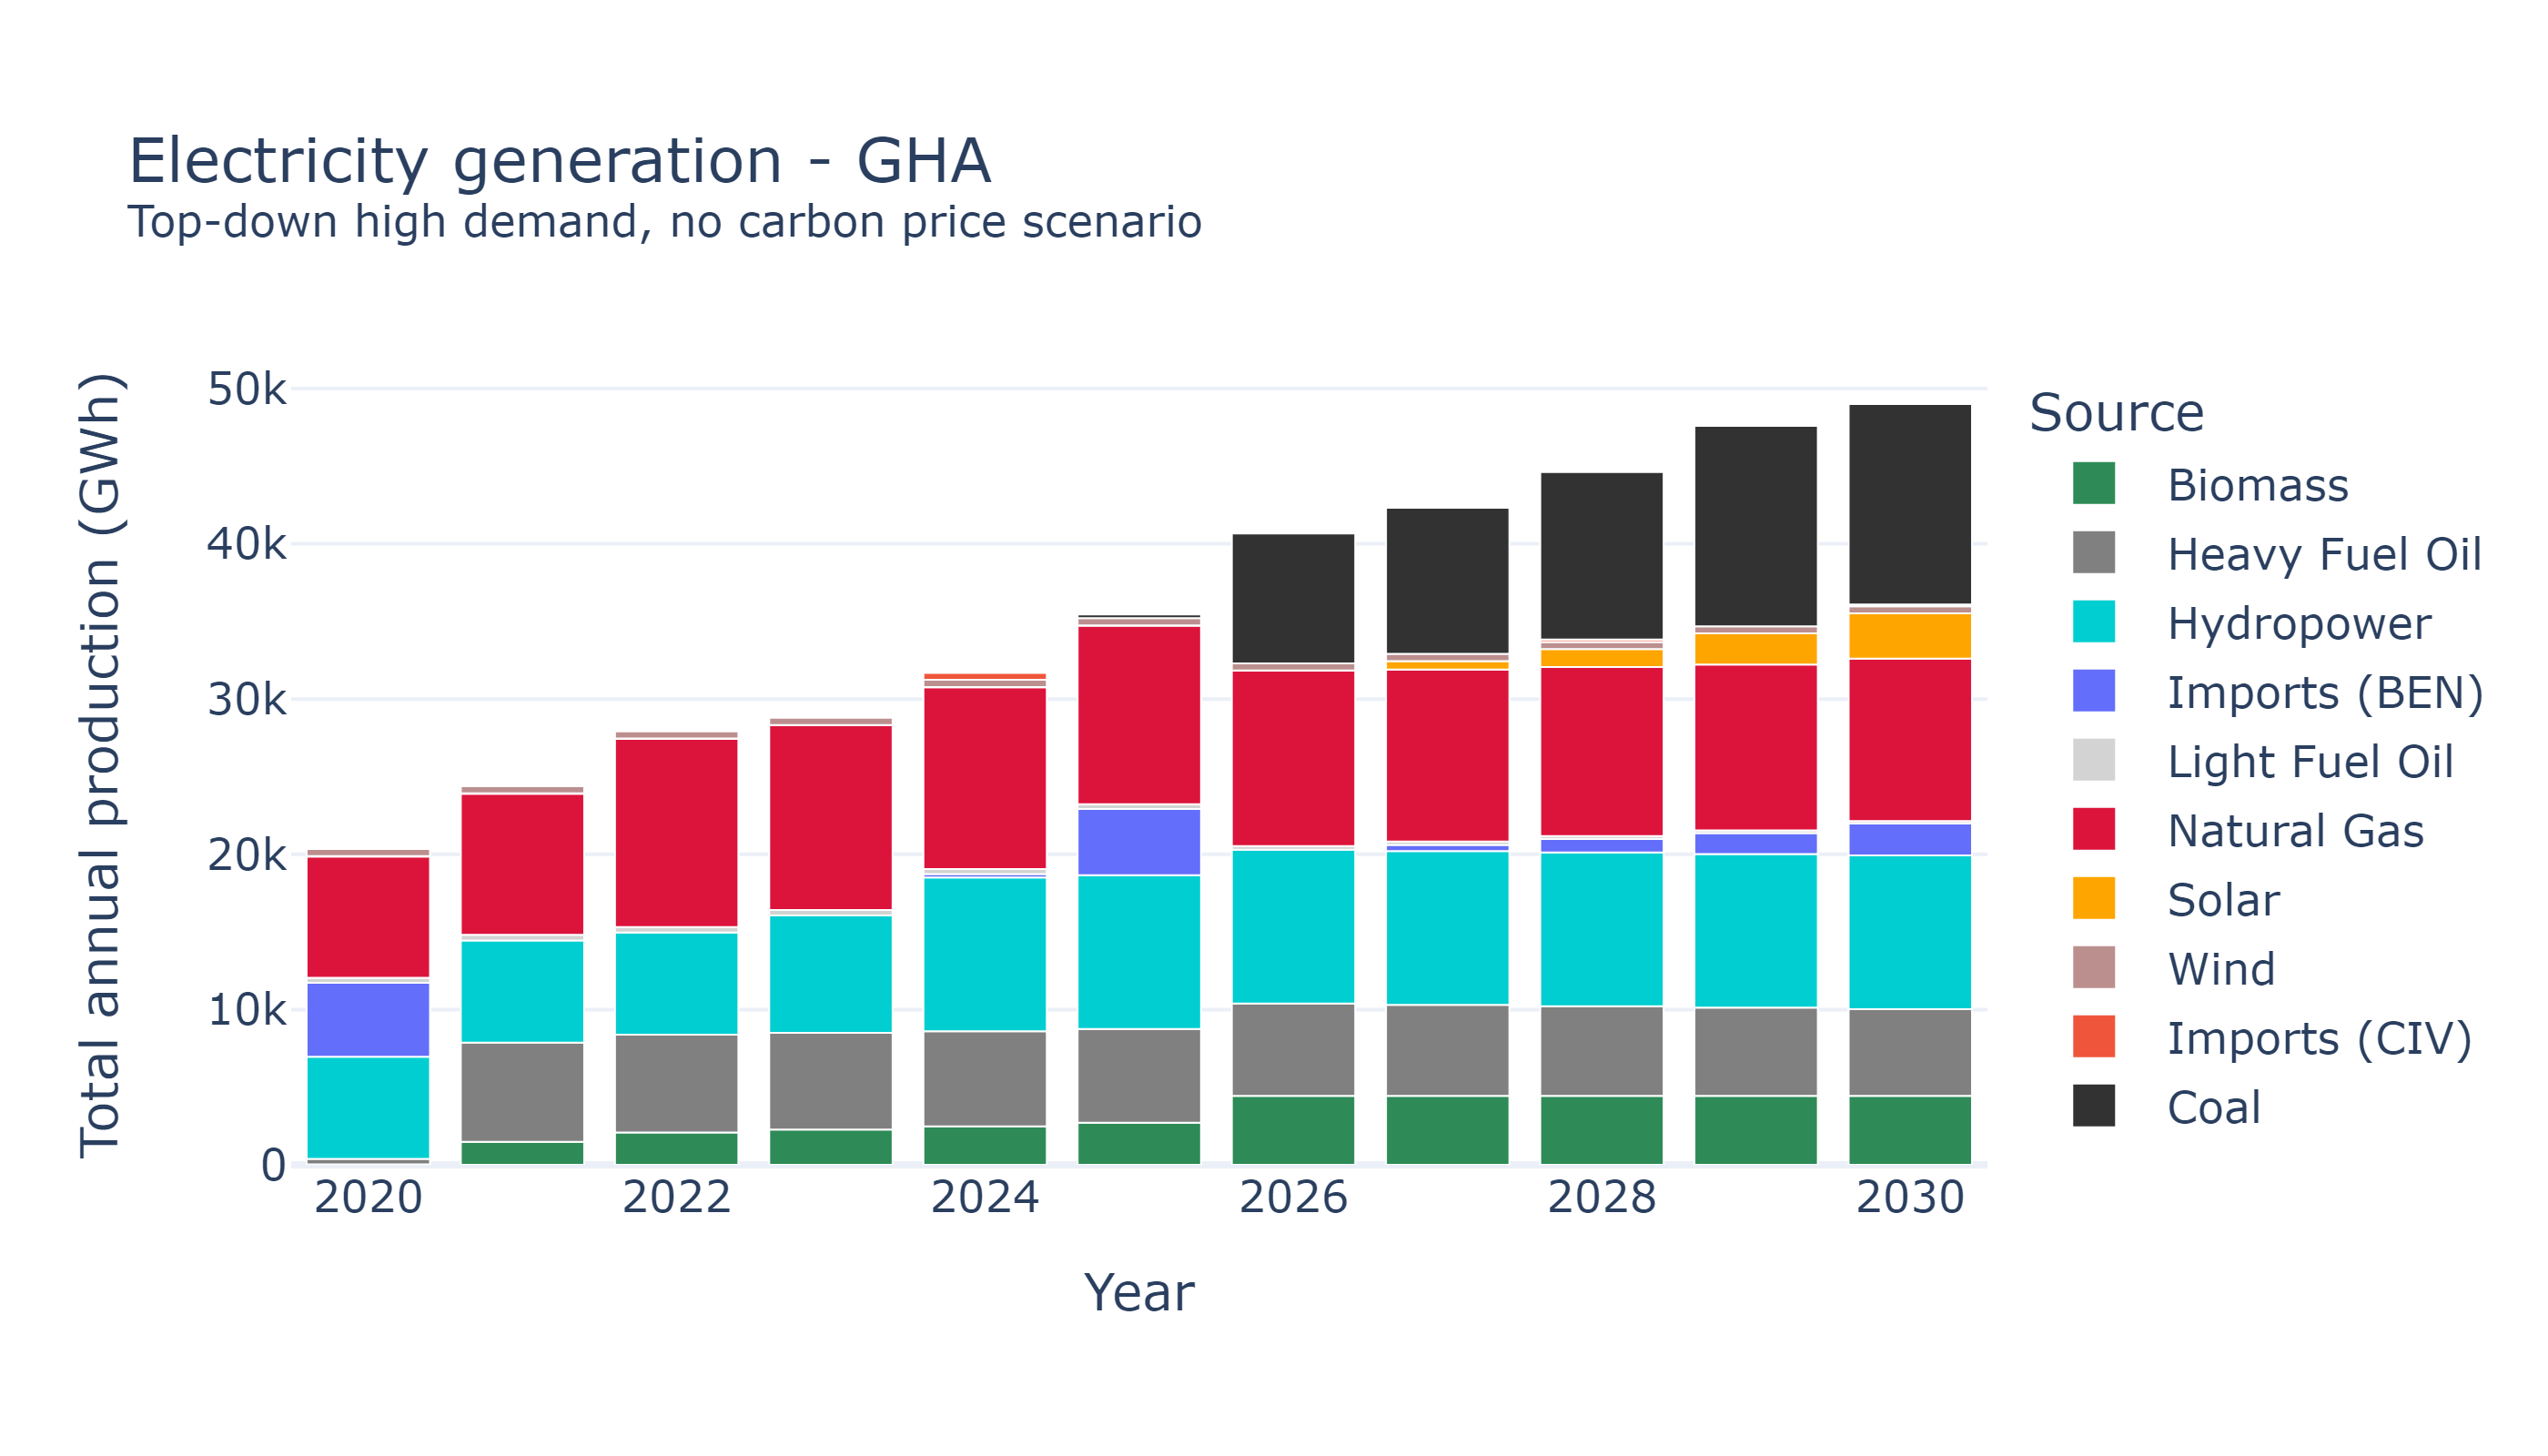 Electricity generation - GHA
Top-down high demand, no carbon price scenario
Total annual production (GWh)
50k
40k
30k
20k
10k
0
2020
2022
2024
2026
2028
2030
Year
Source
Biomass
Heavy Fuel Oil
Hydropower
Imports (BEN)
Light Fuel Oil
Natural Gas
Solar
Wind
Imports (CIV)
Coal